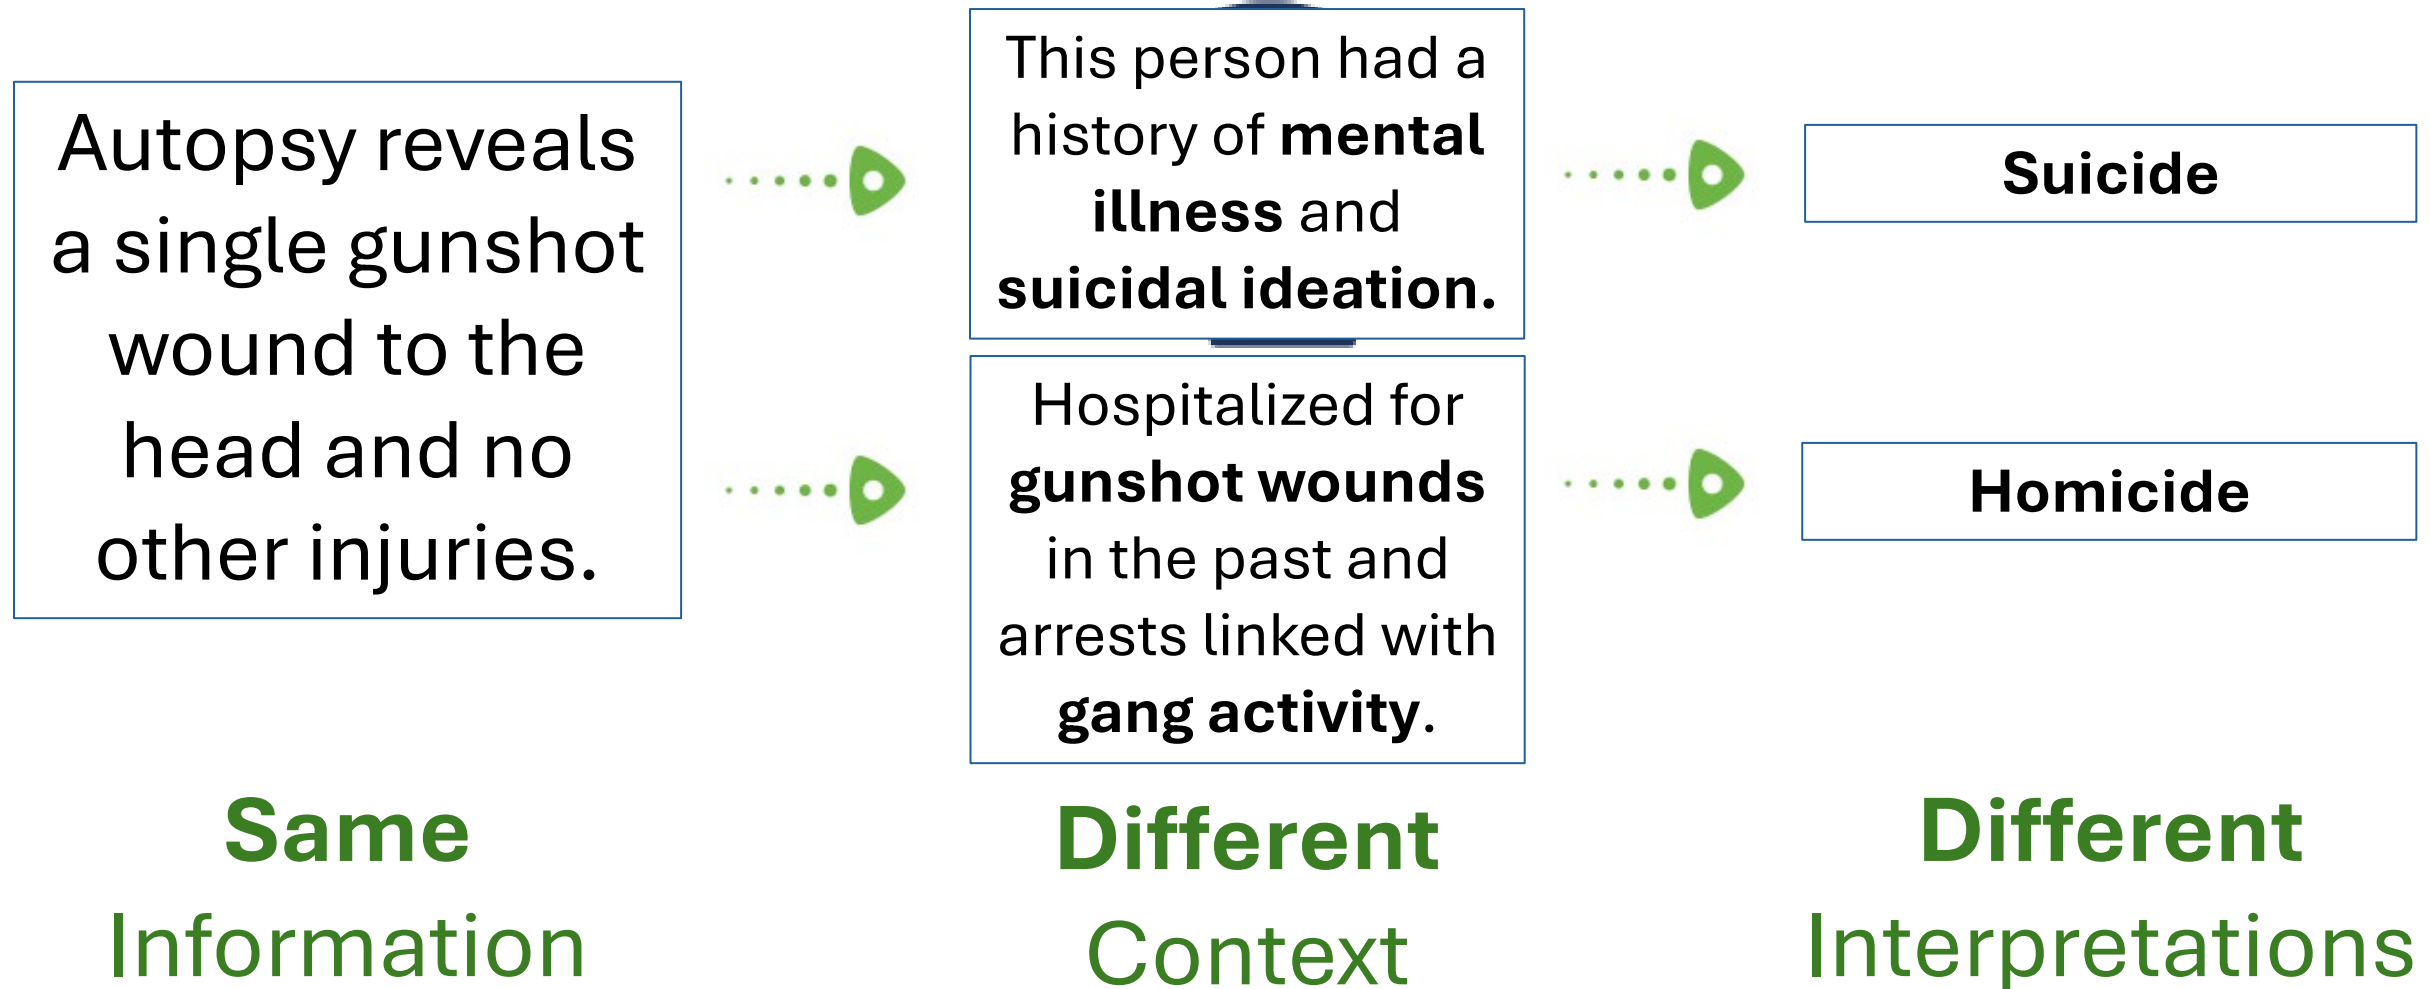 Autopsy reveals
a single gunshot
wound to the
head and no
other injuries.
This person had a
history of mental
illness and
suicidal ideation.
Suicide
Hospitalized for
gunshot wounds
in the past and
arrests linked with
gang activity.
Homicide
Same
Information
Different
Context
Different
Interpretations